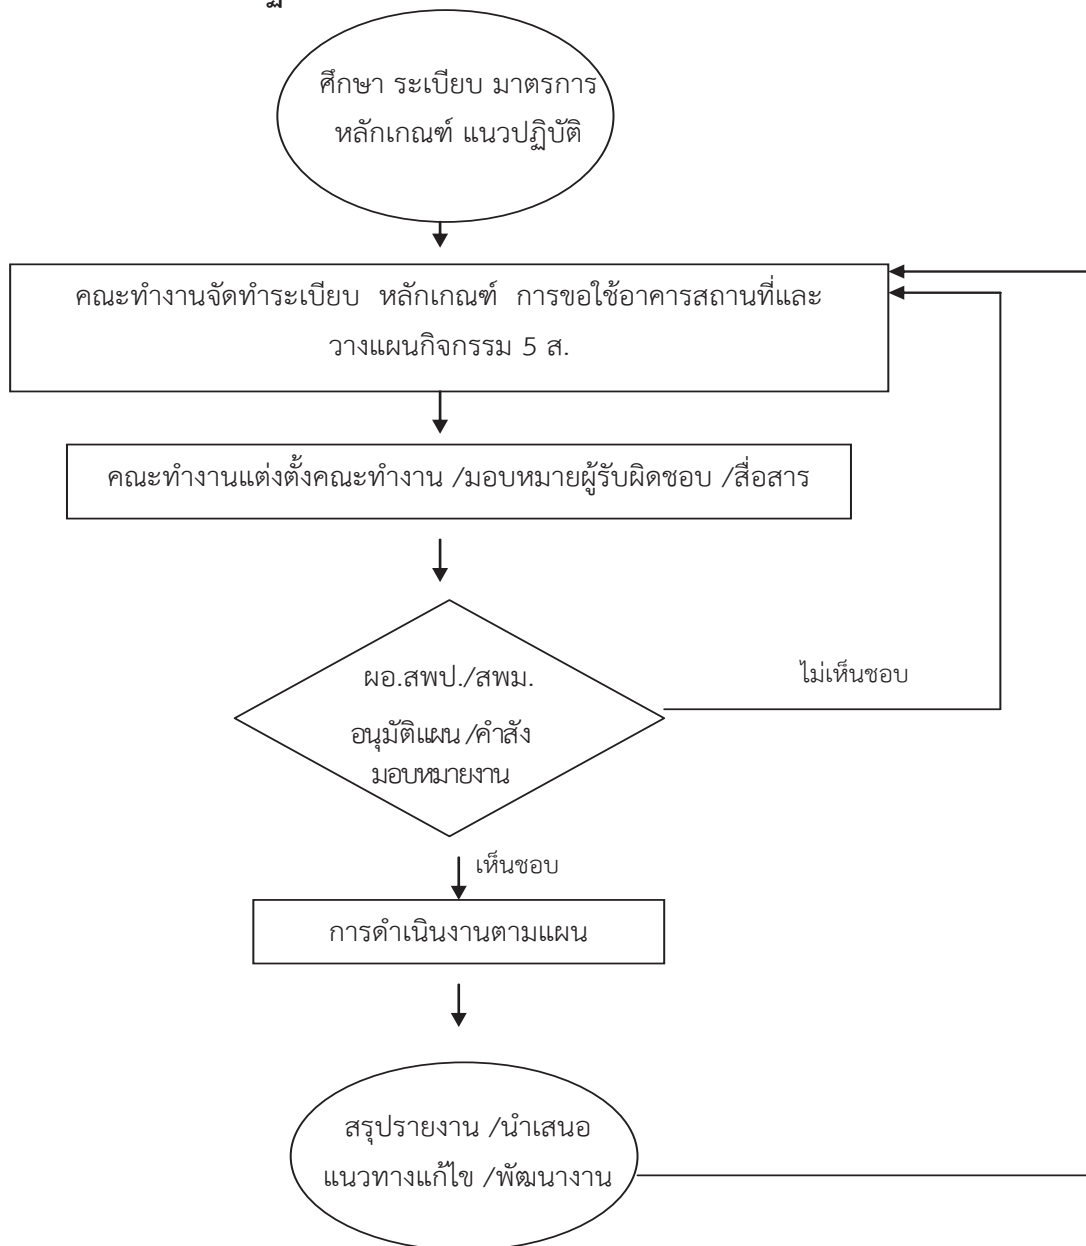 ศึกษา ระเบียบ มาตรการ
หลักเกณฑ์ แนวปฏิบัติ
คณะทำงานจัดทำระเบียบ หลักเกณฑ์ การขอใช้อาคารสถานที่และ
วางแผนกิจกรรม 5 ส.
คณะทำงานแต่งตั้งคณะทำงาน /มอบหมายผู้รับผิดชอบ /สื่อสาร
ผอ.สพป./สพม.
ไม่เห็นชอบ
อนุมัติแผน /คำสัง
มอบหมายงาน
เห็นชอบ
การดำเนินงานตามแผน
สรุปรายงาน /นำเสนอ
แนวทางแก้ไข /พัฒนางาน